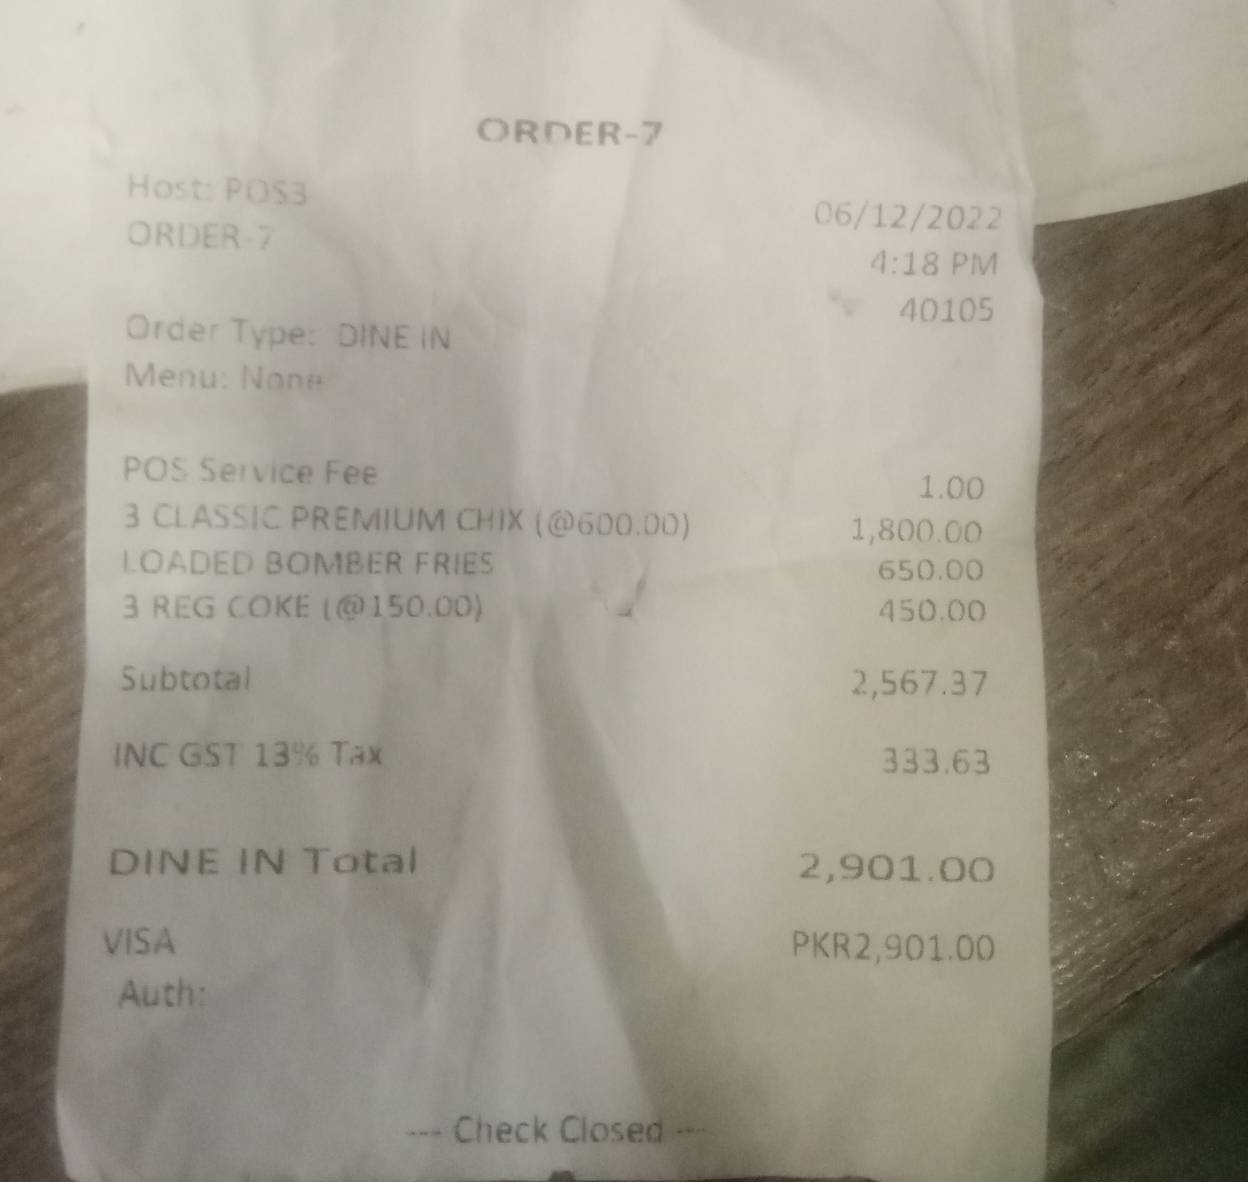 ORDER-7
Host: POS3
06/12/2022
ORDER-7
4:18 PM
40105
Order Type: DINE IN
Menu: None
POS Service Fee 1.00
3 CLASSIC PREMIUM CHIX (@600.00) 1,800.00
LOADED BOMBER FRIES 650.00
3 REG COKE (@150.00) 450.00
Subtotal 2,567.37
INC GST 13% Tax 333.63
DINE IN Total 2,901.00
VISA PKR2,901.00
Auth:
--- Check Closed ---